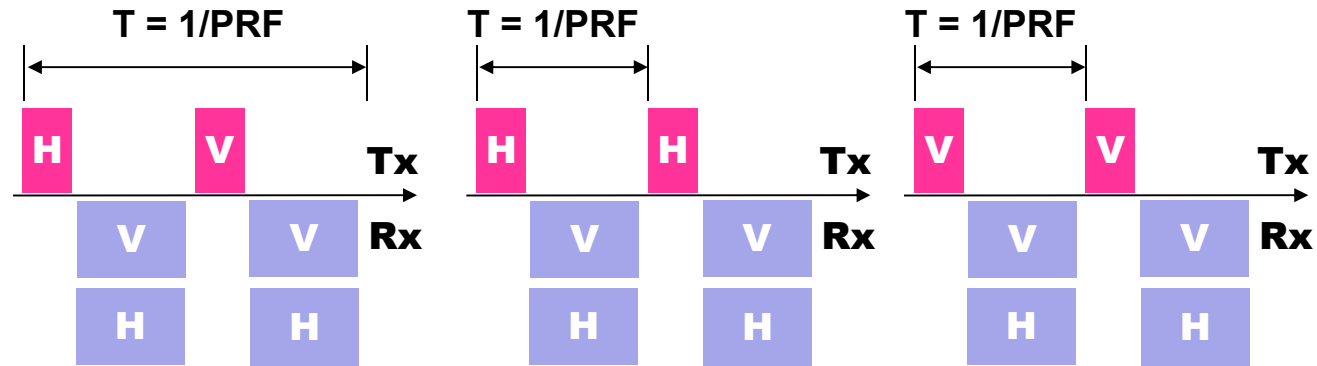 T = 1/PRF T = 1/PRF T = 1/PRF
H V Tx H H Tx V V Tx
V V Rx V V Rx V V Rx
H H H H H H